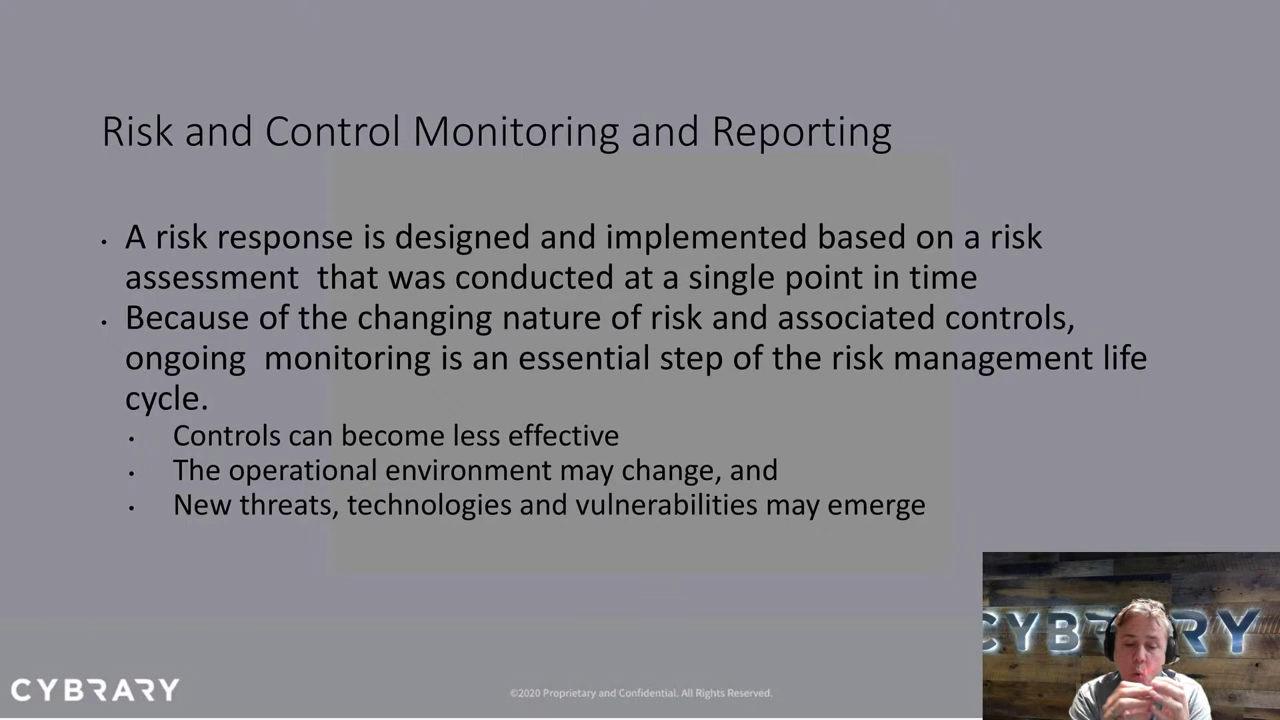 Risk and Control Monitoring and Reporting
• A risk response is designed and implemented based on a risk
assessment that was conducted at a single point in time
• Because of the changing nature of risk and associated controls,
ongoing monitoring is an essential step of the risk management life
cycle.
• Controls can become less effective
• The operational environment may change, and
• New threats, technologies and vulnerabilities may emerge
CYBRARY
CYBRARY
©2020 Proprietary and Confidential. All Rights Reserved.